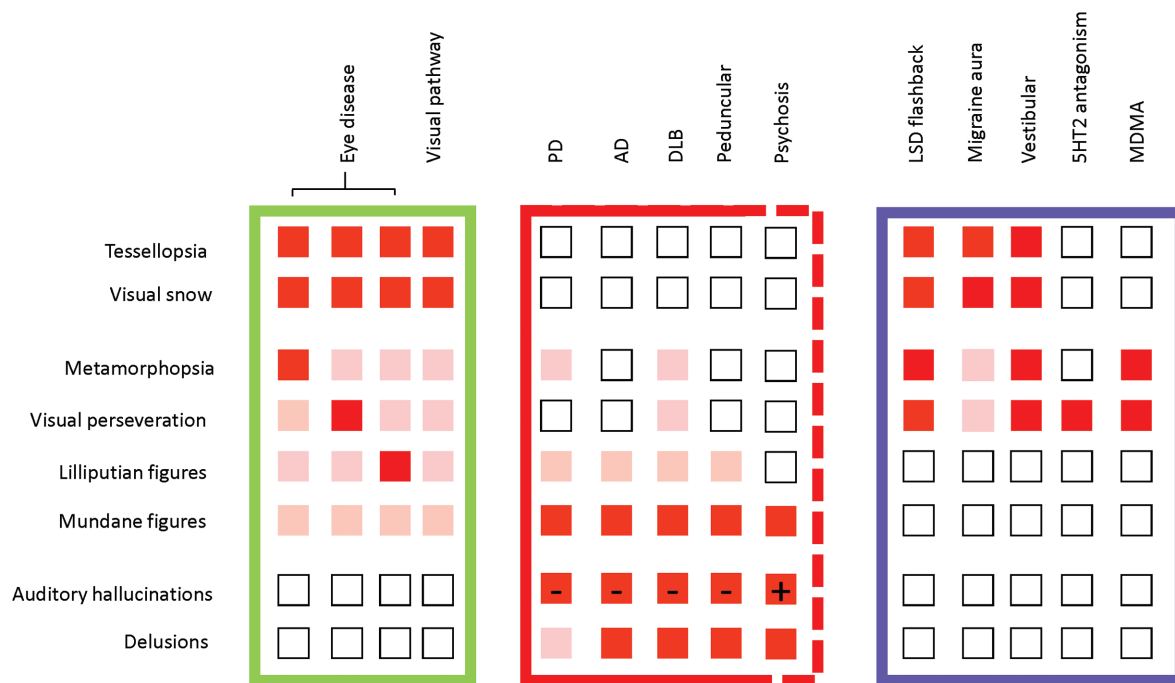 Eye disease
Visual pathway
PD
AD
DLB
Peduncular
Psychosis
LSD flashback
Migraine aura
Vestibular
5HT2 antagonism
MDMA
Tessellopsia
Visual snow
Metamorphopsia
Visual perseveration
Lilliputian figures
Mundane figures
Auditory hallucinations
- - - - +
Delusions